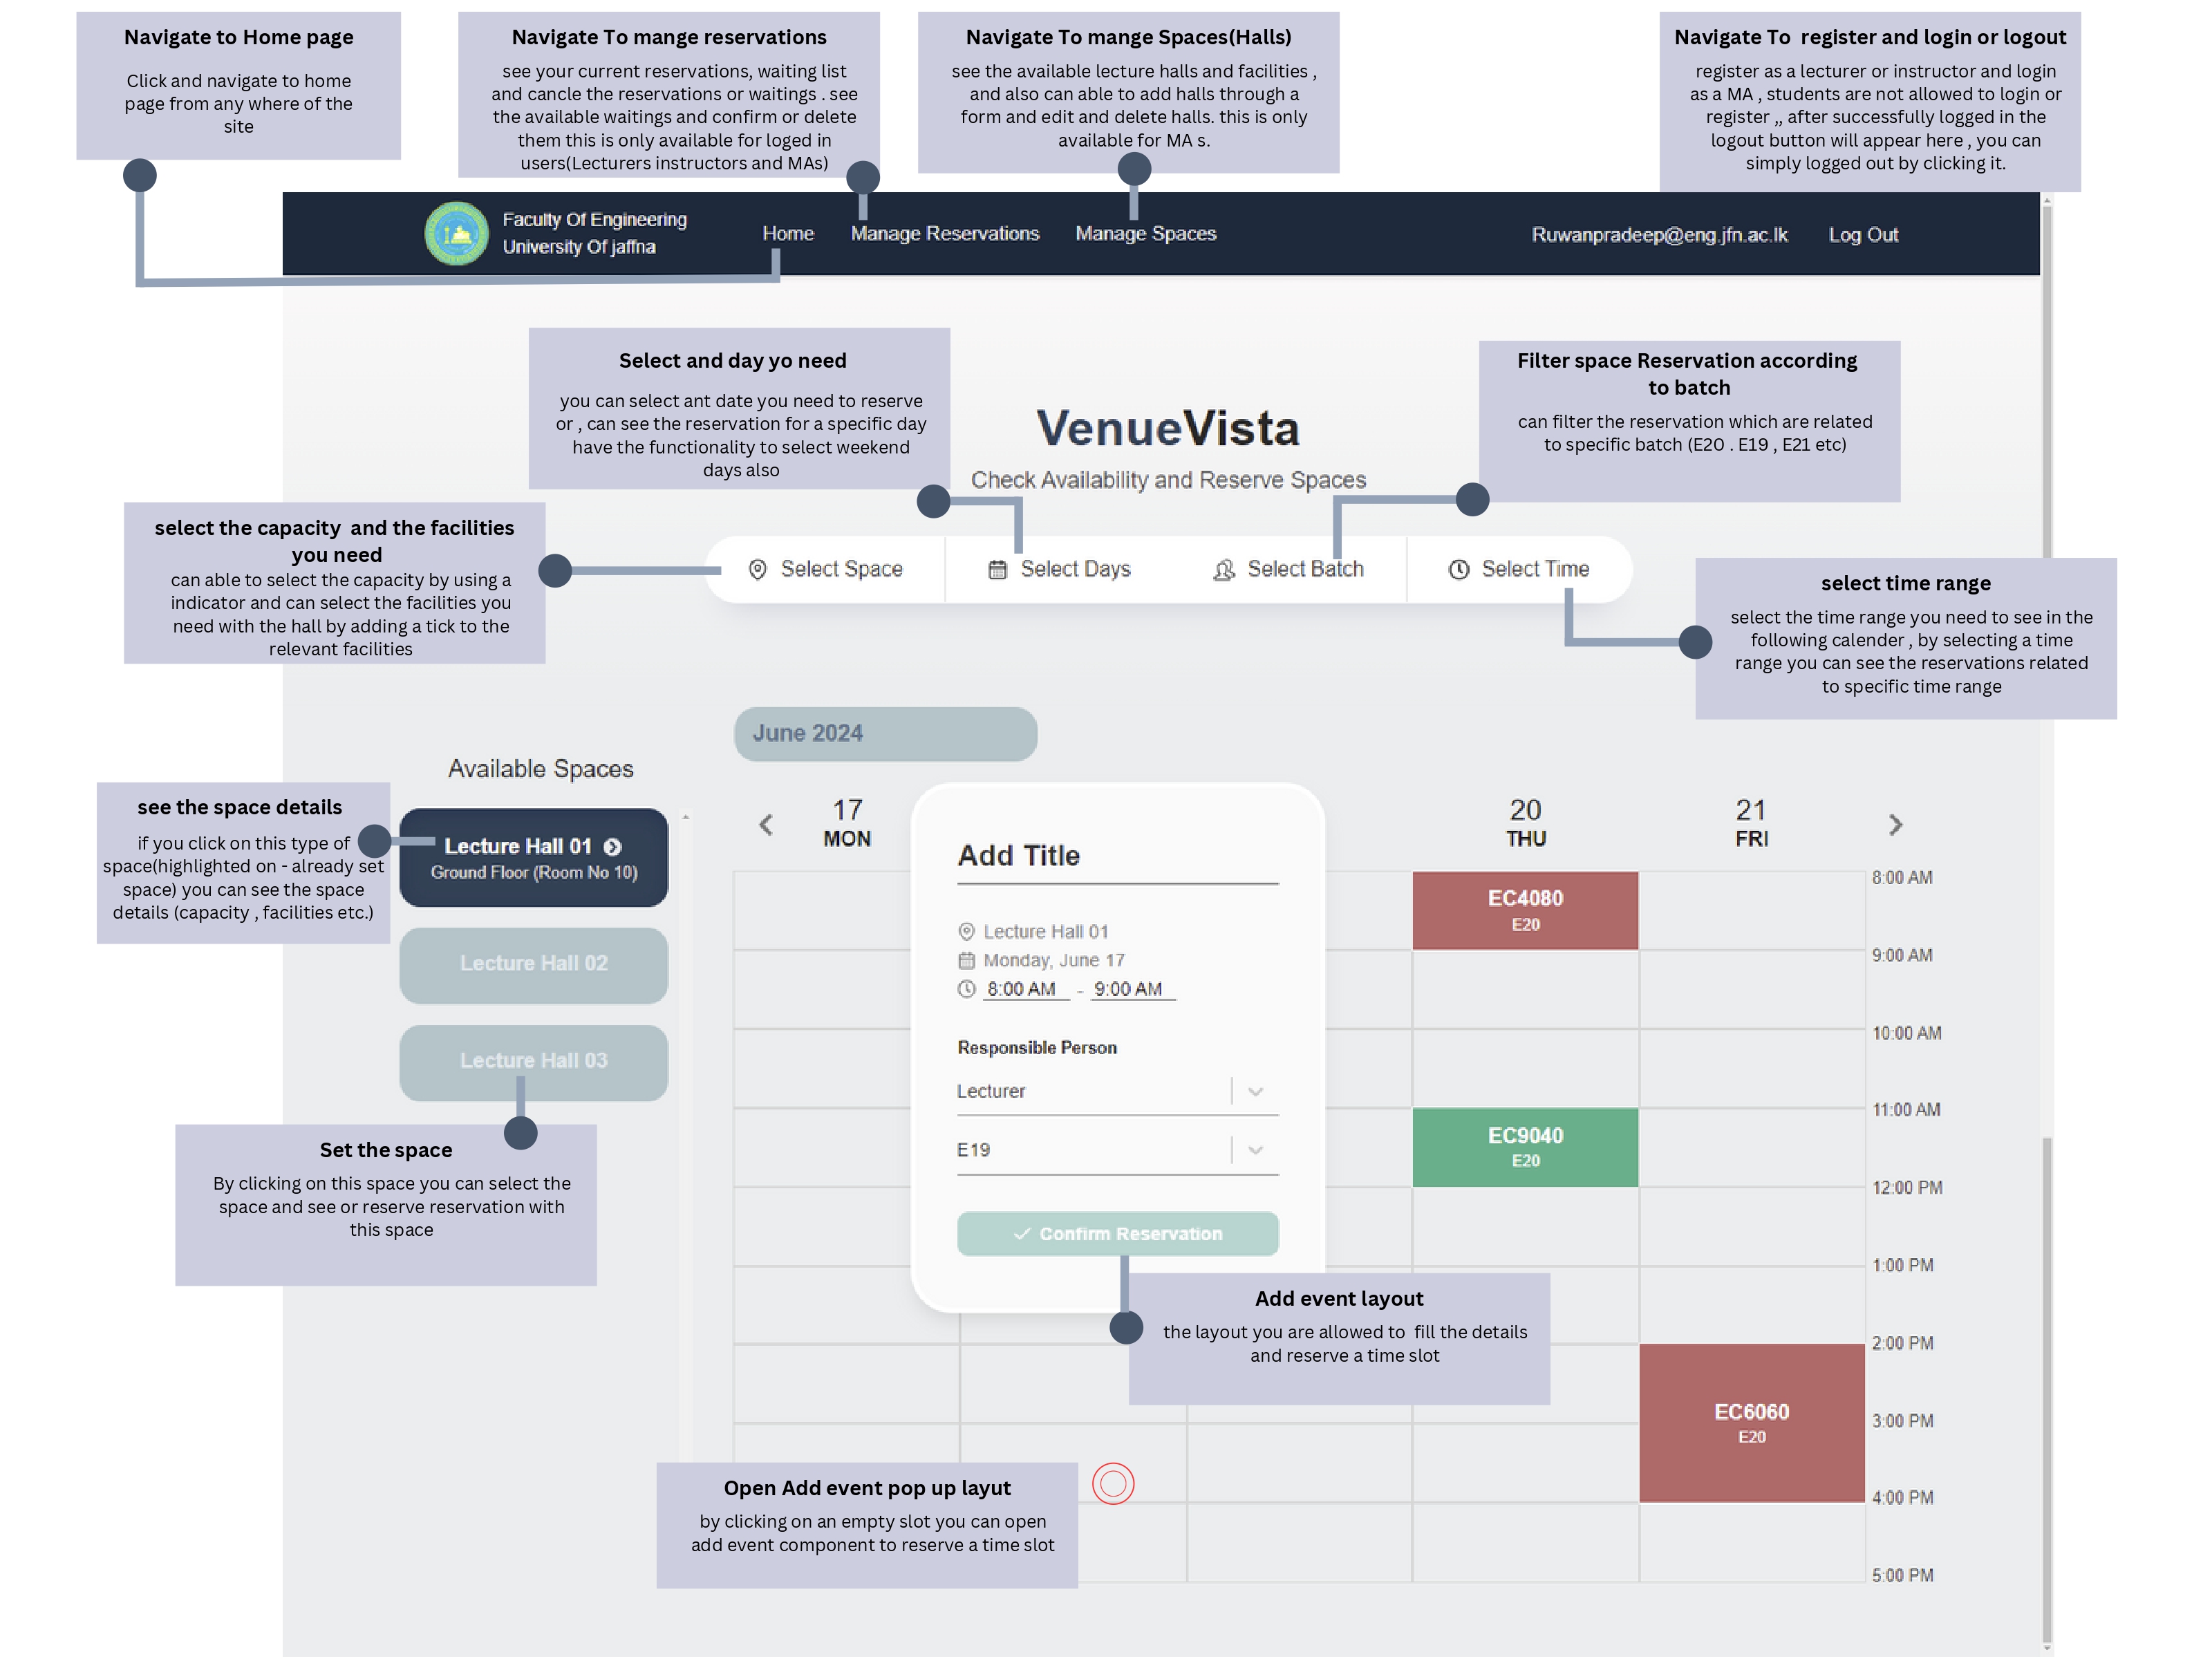 Navigate to Home page
Click and navigate to home
page from any where of the
site
Navigate To mange reservations
see your current reservations, waiting list
and cancle the reservations or waitings . see
the available waitings and confirm or delete
them this is only available for loged in
users(Lecturers instructors and MAs)
Navigate To mange Spaces(Halls)
see the available lecture halls and facilities ,
and also can able to add halls through a
form and edit and delete halls. this is only
available for MA s.
Navigate To  register and login or logout
register as a lecturer or instructor and login
as a MA , students are not allowed to login or
register ,, after successfully logged in the
logout button will appear here , you can
simply logged out by clicking it.
Faculty Of Engineering
University Of jaffna
Home
Manage Reservations
Manage Spaces
Ruwanpradeep@eng.jfn.ac.lk
Log Out
Select and day yo need
you can select ant date you need to reserve
or , can see the reservation for a specific day
have the functionality to select weekend
days also
VenueVista
Check Availability and Reserve Spaces
Filter space Reservation according
to batch
can filter the reservation which are related
to specific batch (E20 . E19 , E21 etc)
select the capacity  and the facilities
you need
can able to select the capacity by using a
indicator and can select the facilities you
need with the hall by adding a tick to the
relevant facilities
Select Space
Select Days
Select Batch
Select Time
select time range
select the time range you need to see in the
following calender , by selecting a time
range you can see the reservations related
to specific time range
June 2024
Available Spaces
see the space details
if you click on this type of
space(highlighted on - already set
space) you can see the space
details (capacity , facilities etc.)
Lecture Hall 01
Ground Floor (Room No 10)
Lecture Hall 02
Lecture Hall 03
Set the space
By clicking on this space you can select the
space and see or reserve reservation with
this space
17
MON
20
THU
21
FRI
Add Title
Lecture Hall 01
Monday, June 17
8:00 AM - 9:00 AM
Responsible Person
Lecturer
E19
Confirm Reservation
EC4080
E20
EC9040
E20
EC6060
E20
8:00 AM
9:00 AM
10:00 AM
11:00 AM
12:00 PM
1:00 PM
2:00 PM
3:00 PM
4:00 PM
5:00 PM
Add event layout
the layout you are allowed to  fill the details
and reserve a time slot
Open Add event pop up layut
by clicking on an empty slot you can open
add event component to reserve a time slot